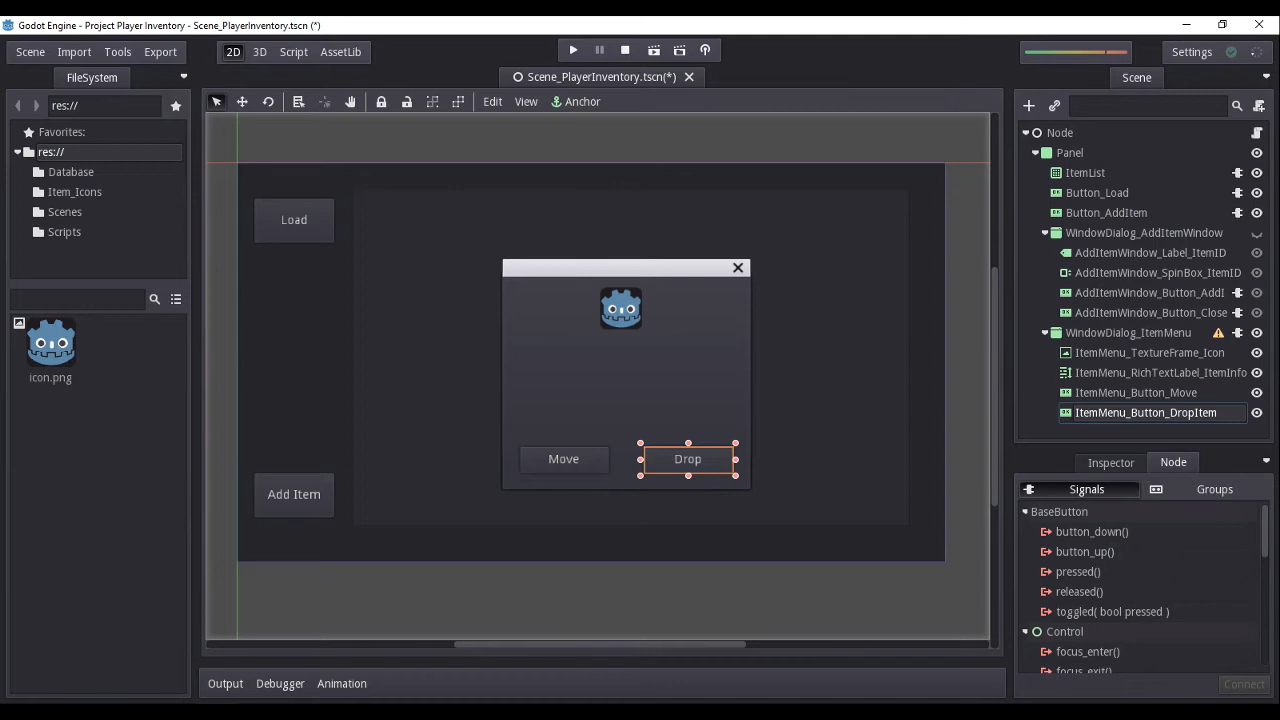 Godot Engine - Project Player Inventory - Scene_PlayerInventory.tscn (*)
Scene Import Tools Export
2D 3D Script AssetLib
Settings
FileSystem
Scene_PlayerInventory.tscn(*)
Scene
res://
Edit View Anchor
Favorites:
res://
Database
Item_Icons
Scenes
Scripts
icon.png
Load
Add Item
Move
Drop
Node
Panel
ItemList
Button_Load
Button_AddItem
WindowDialog_AddItemWindow
AddItemWindow_Label_ItemID
AddItemWindow_SpinBox_ItemID
AddItemWindow_Button_AddI
AddItemWindow_Button_Close
WindowDialog_ItemMenu
ItemMenu_TextureFrame_Icon
ItemMenu_RichTextLabel_ItemInfo
ItemMenu_Button_Move
ItemMenu_Button_DropItem
Inspector Node
Signals Groups
BaseButton
button_down()
button_up()
pressed()
released()
toggled( bool pressed )
Control
focus_enter()
focus_exit()
Connect
Output Debugger Animation